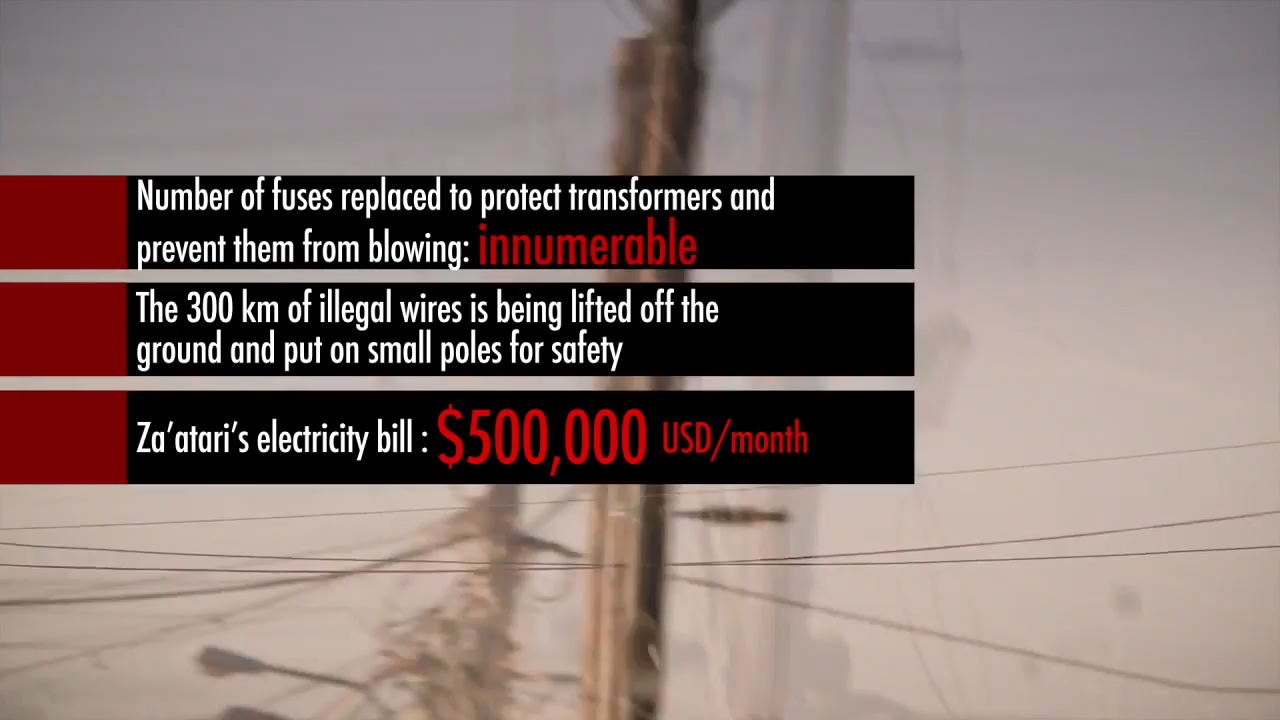 Number of fuses replaced to protect transformers and
prevent them from blowing: innumerable
The 300 km of illegal wires is being lifted off the
ground and put on small poles for safety
Za’atari’s electricity bill : $500,000 USD/month